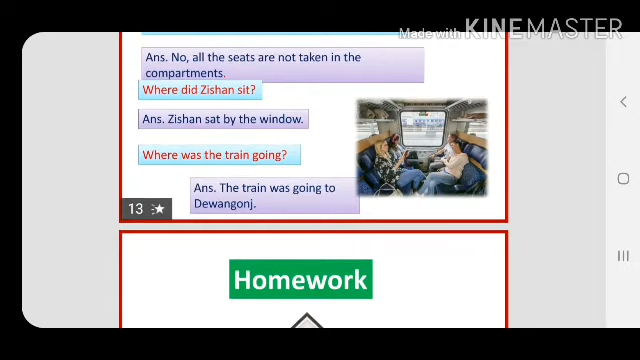 Made with KINEMASTER
Ans. No, all the seats are not taken in the
compartments.
Where did Zishan sit?
Ans. Zishan sat by the window.
Where was the train going?
Ans. The train was going to
Dewangonj.
13
Homework